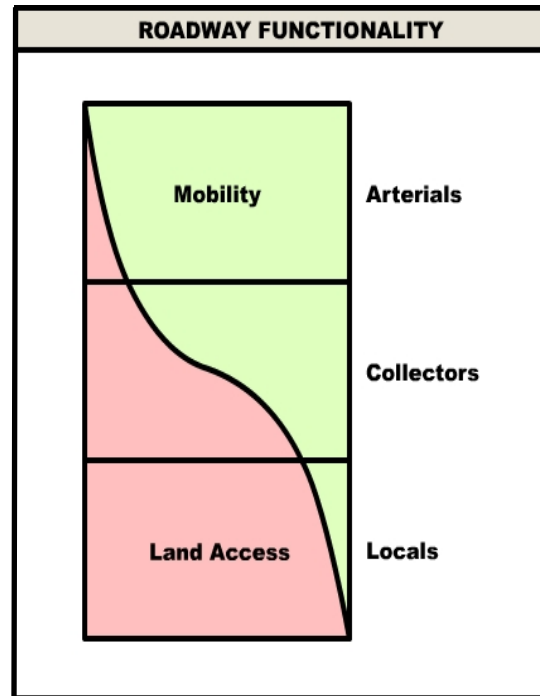 ROADWAY FUNCTIONALITY
Mobility
Arterials
Collectors
Land Access
Locals